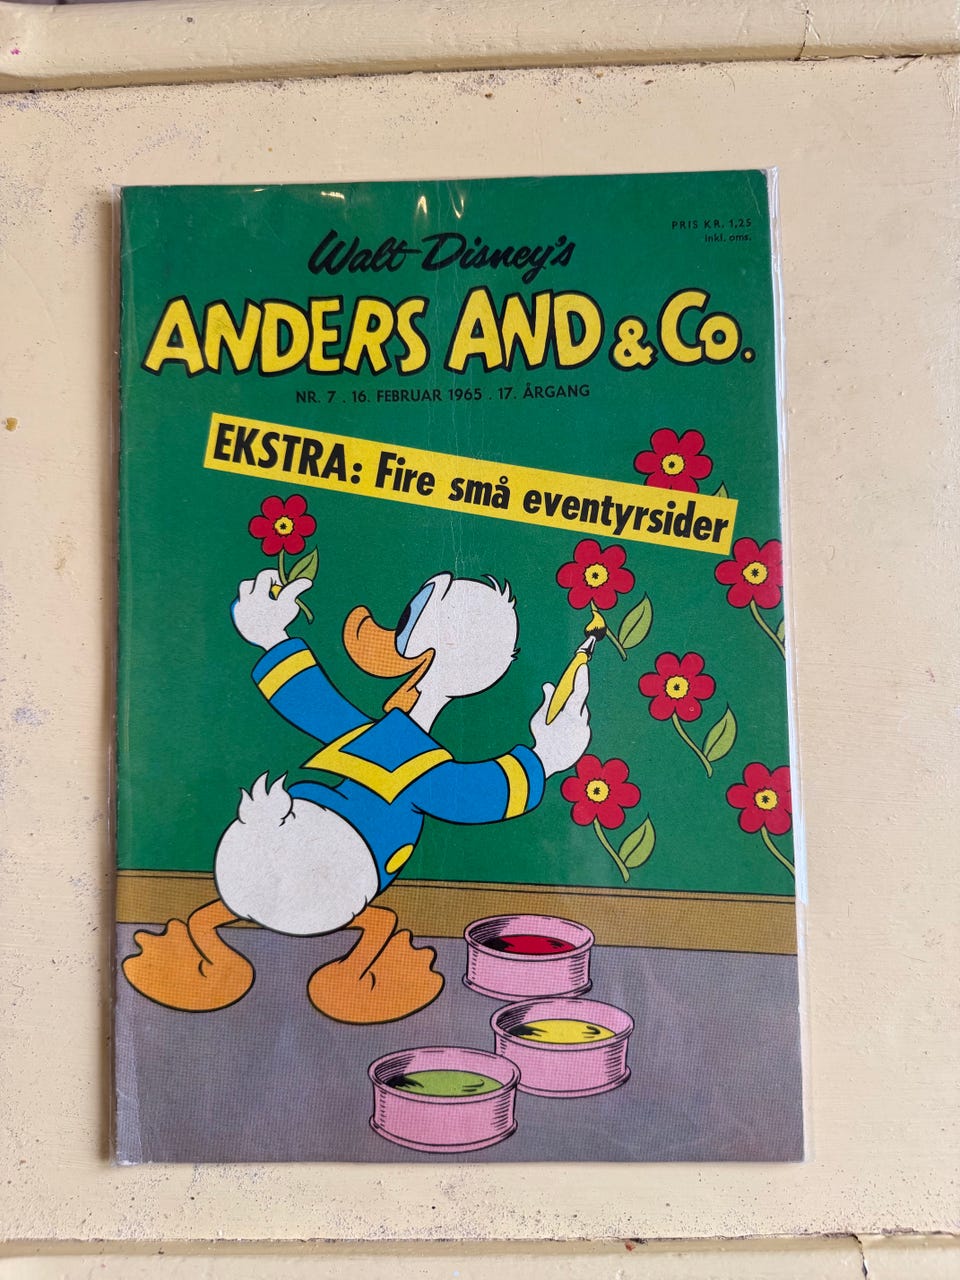 PRIS KR. 1,25
inkl. oms.
Walt Disney's
ANDERS AND & Co.
NR. 7 . 16. FEBRUAR 1965 . 17. ÅRGANG
EKSTRA: Fire små eventyrsider